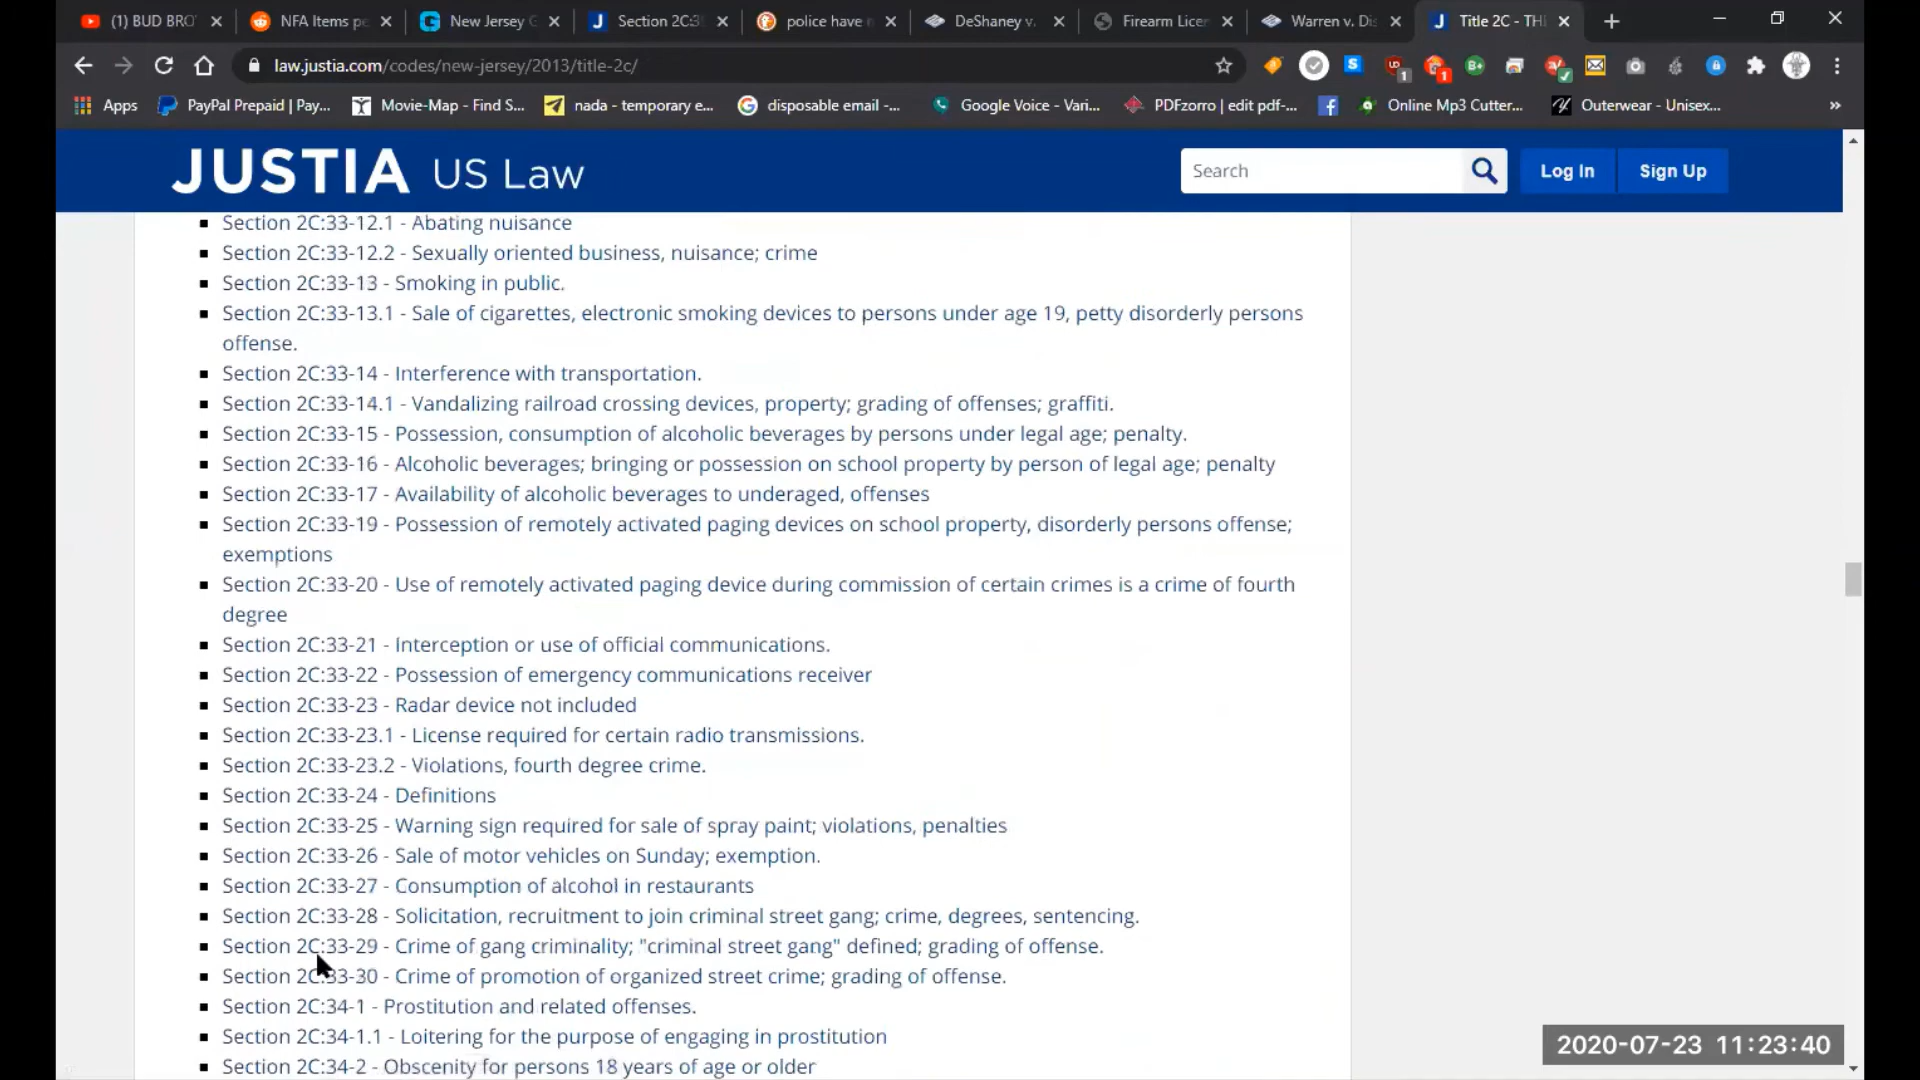 (1) BUD BRO
NFA Items pe
New Jersey G
Section 2C:3
police have n
DeShaney v.
Firearm Licen
Warren v. Dis
Title 2C - TH
law.justia.com/codes/new-jersey/2013/title-2c/
Apps
PayPal Prepaid | Pay...
Movie-Map - Find S...
nada - temporary e...
disposable email -...
Google Voice - Vari...
PDFzorro | edit pdf-...
Online Mp3 Cutter...
Outerwear - Unisex...
JUSTIA US Law
Search
Log In
Sign Up
Section 2C:33-12.1 - Abating nuisance
Section 2C:33-12.2 - Sexually oriented business, nuisance; crime
Section 2C:33-13 - Smoking in public.
Section 2C:33-13.1 - Sale of cigarettes, electronic smoking devices to persons under age 19, petty disorderly persons
offense.
Section 2C:33-14 - Interference with transportation.
Section 2C:33-14.1 - Vandalizing railroad crossing devices, property; grading of offenses; graffiti.
Section 2C:33-15 - Possession, consumption of alcoholic beverages by persons under legal age; penalty.
Section 2C:33-16 - Alcoholic beverages; bringing or possession on school property by person of legal age; penalty
Section 2C:33-17 - Availability of alcoholic beverages to underaged, offenses
Section 2C:33-19 - Possession of remotely activated paging devices on school property, disorderly persons offense;
exemptions
Section 2C:33-20 - Use of remotely activated paging device during commission of certain crimes is a crime of fourth
degree
Section 2C:33-21 - Interception or use of official communications.
Section 2C:33-22 - Possession of emergency communications receiver
Section 2C:33-23 - Radar device not included
Section 2C:33-23.1 - License required for certain radio transmissions.
Section 2C:33-23.2 - Violations, fourth degree crime.
Section 2C:33-24 - Definitions
Section 2C:33-25 - Warning sign required for sale of spray paint; violations, penalties
Section 2C:33-26 - Sale of motor vehicles on Sunday; exemption.
Section 2C:33-27 - Consumption of alcohol in restaurants
Section 2C:33-28 - Solicitation, recruitment to join criminal street gang; crime, degrees, sentencing.
Section 2C:33-29 - Crime of gang criminality; "criminal street gang" defined; grading of offense.
Section 2C:33-30 - Crime of promotion of organized street crime; grading of offense.
Section 2C:34-1 - Prostitution and related offenses.
Section 2C:34-1.1 - Loitering for the purpose of engaging in prostitution
Section 2C:34-2 - Obscenity for persons 18 years of age or older
2020-07-23 11:23:40